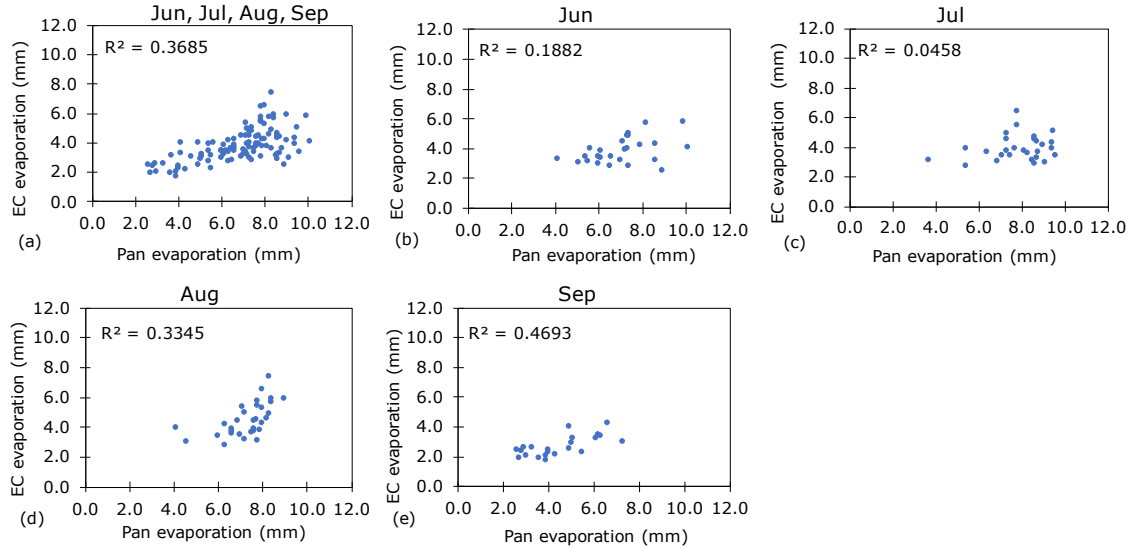 Jun, Jul, Aug, Sep
12.0
10.0
8.0
6.0
4.0
2.0
0.0
R² = 0.3685
EC evaporation (mm)
0.0 2.0 4.0 6.0 8.0 10.0 12.0
(a)
Pan evaporation (mm)
Jun
12.0
10.0
8.0
6.0
4.0
2.0
0.0
R² = 0.1882
EC evaporation (mm)
0.0 2.0 4.0 6.0 8.0 10.0 12.0
(b)
Pan evaporation (mm)
Jul
12.0
10.0
8.0
6.0
4.0
2.0
0.0
R² = 0.0458
EC evaporation (mm)
0.0 2.0 4.0 6.0 8.0 10.0 12.0
(c)
Pan evaporation (mm)
Aug
12.0
10.0
8.0
6.0
4.0
2.0
0.0
R² = 0.3345
EC evaporation (mm)
0.0 2.0 4.0 6.0 8.0 10.0 12.0
(d)
Pan evaporation (mm)
Sep
12.0
10.0
8.0
6.0
4.0
2.0
0.0
R² = 0.4693
EC evaporation (mm)
0.0 2.0 4.0 6.0 8.0 10.0 12.0
(e)
Pan evaporation (mm)